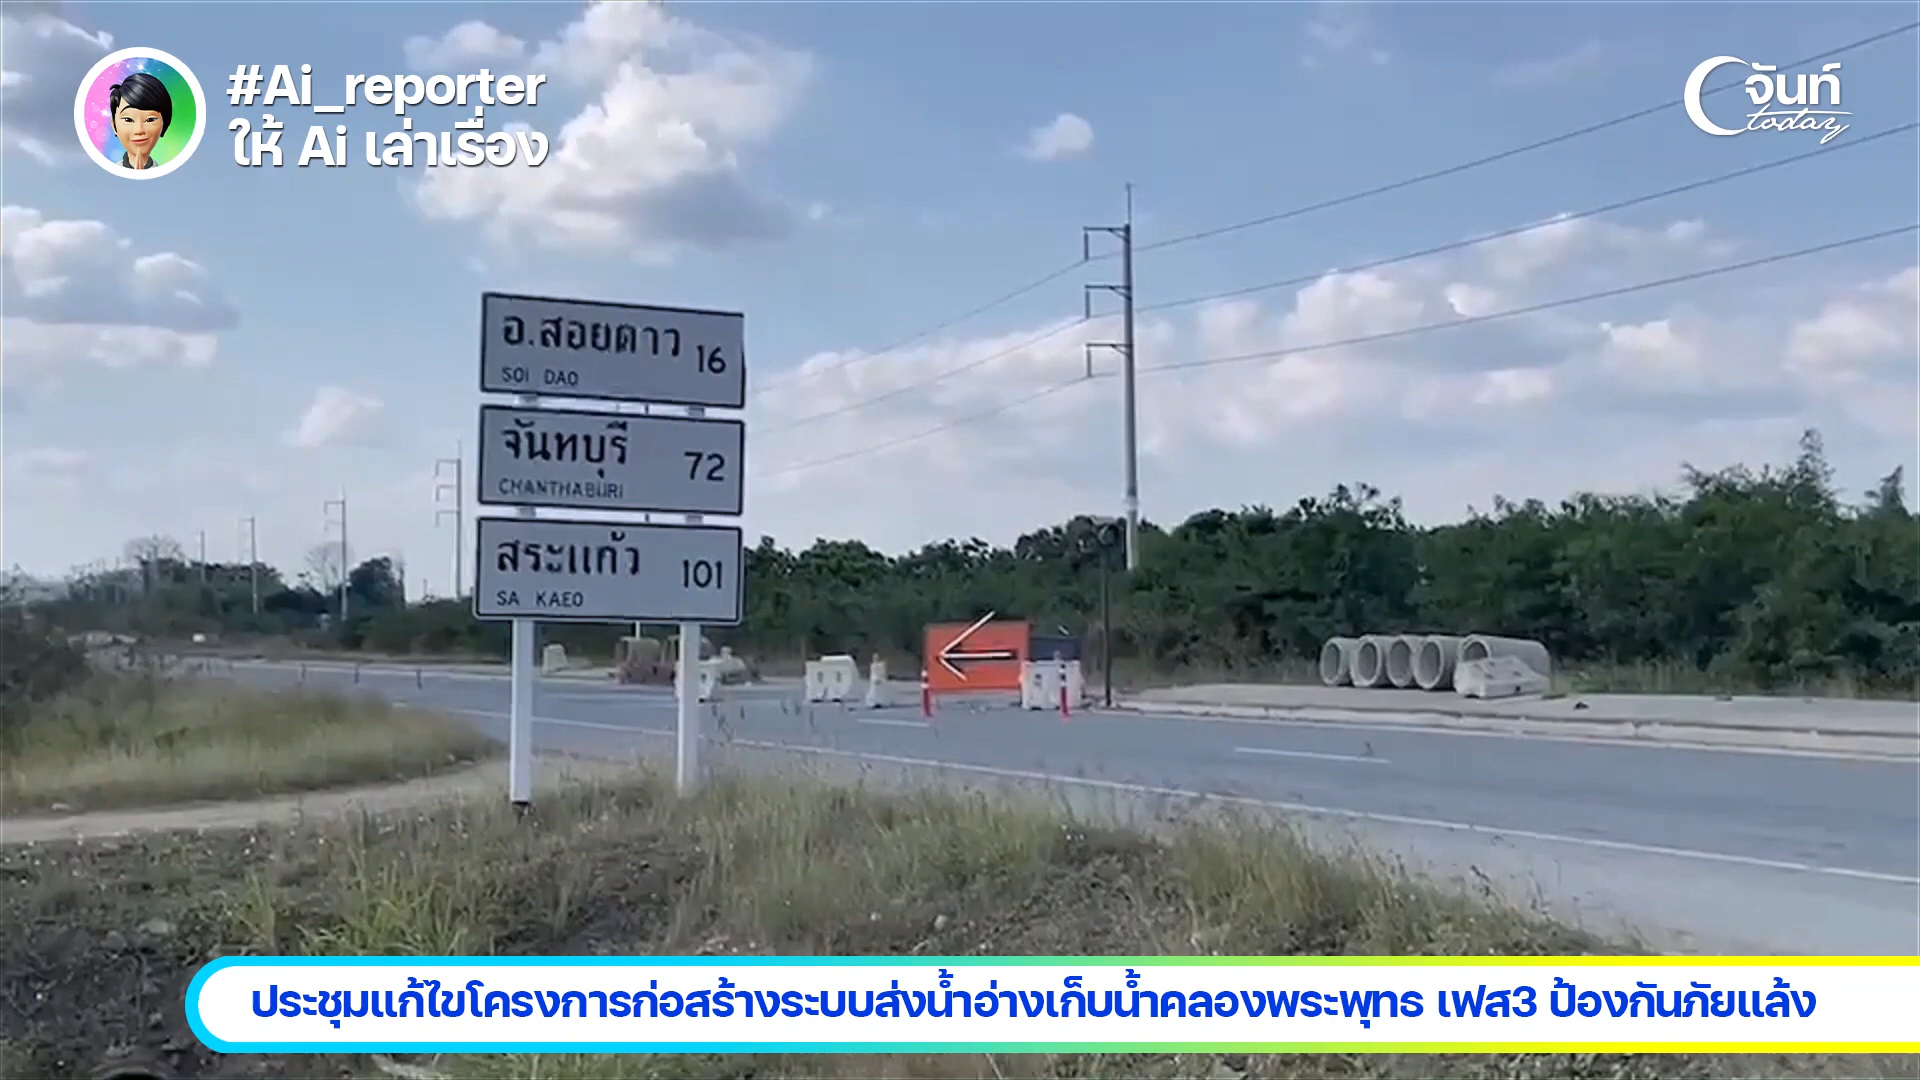 #Ai_reporter
ให้ Ai เล่าเรื่อง
จันท์
today
อ.สอยดาว 16
SOI DAO
จันทบุรี 72
CHANTHABURI
สระแก้ว 101
SA KAEO
ประชุมแก้ไขโครงการก่อสร้างระบบส่งน้ำอ่างเก็บน้ำคลองพระพุทธ เฟส3 ป้องกันภัยแล้ง